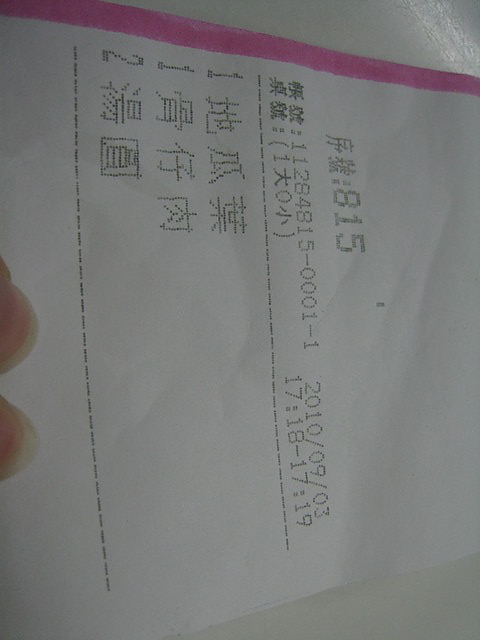 序號:815
帳號:11284815-0001-1 2010/09/03
桌號:(1大0小) 17:18-17:19
1 地瓜葉
1 骨仔肉
2 湯圓